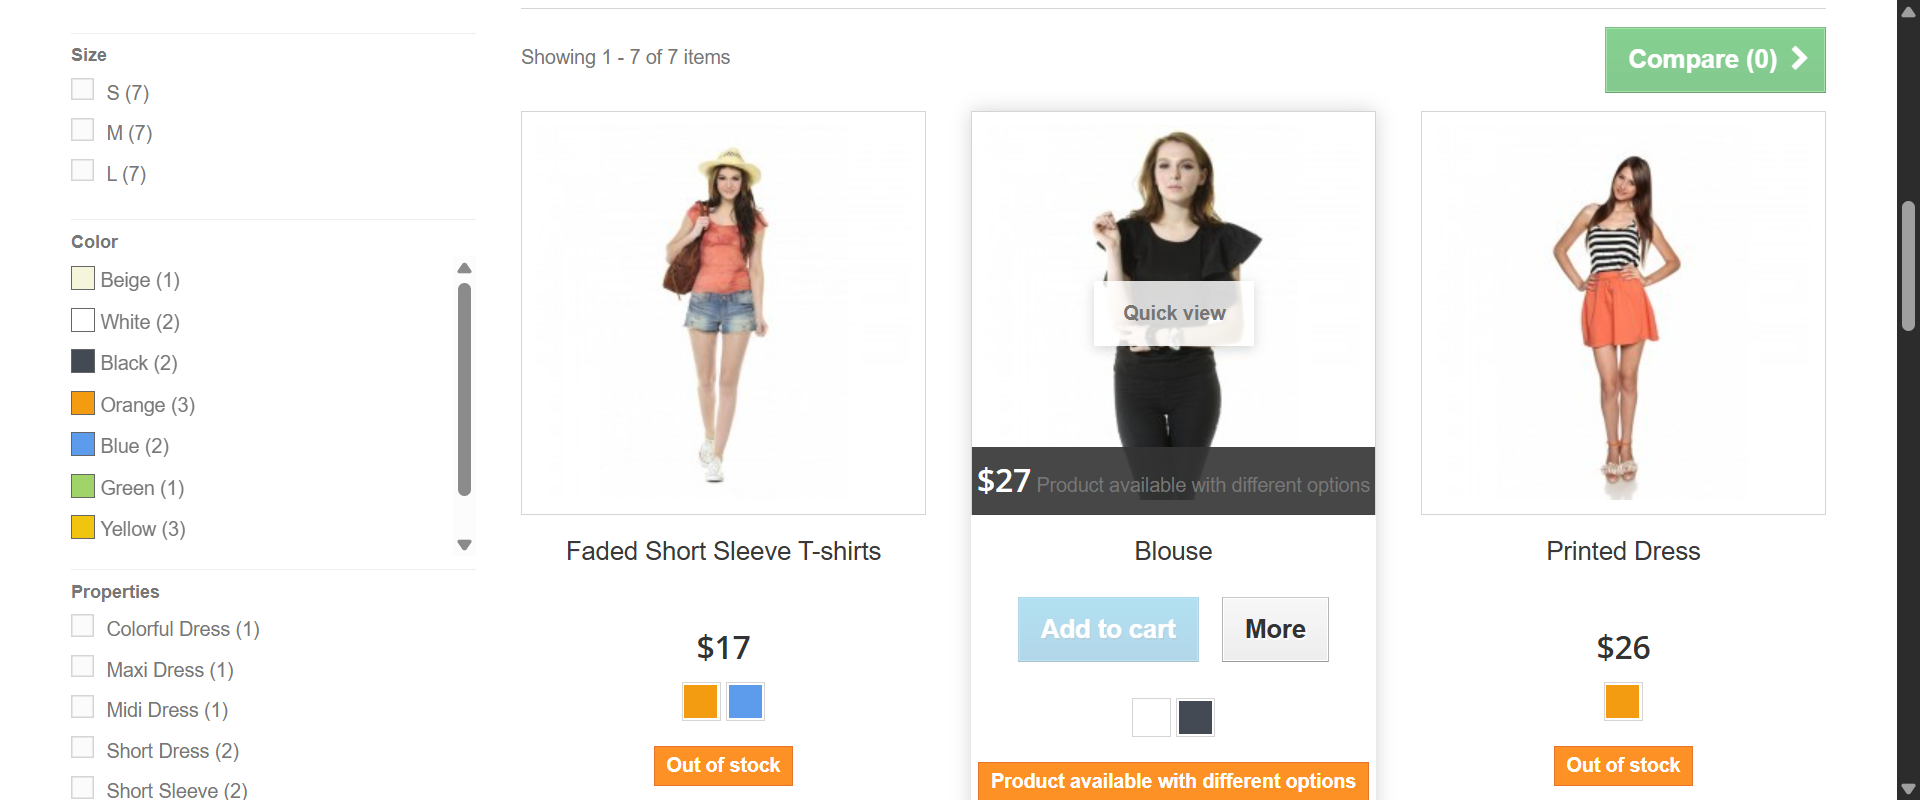 Size
S (7)
M (7)
L (7)
Color
Beige (1)
White (2)
Black (2)
Orange (3)
Blue (2)
Green (1)
Yellow (3)
Properties
Colorful Dress (1)
Maxi Dress (1)
Midi Dress (1)
Short Dress (2)
Short Sleeve (2)
Showing 1 - 7 of 7 items
Compare (0)
Faded Short Sleeve T-shirts
$17
Out of stock
Quick view
$27 Product available with different options
Blouse
Add to cart
More
Product available with different options
Printed Dress
$26
Out of stock